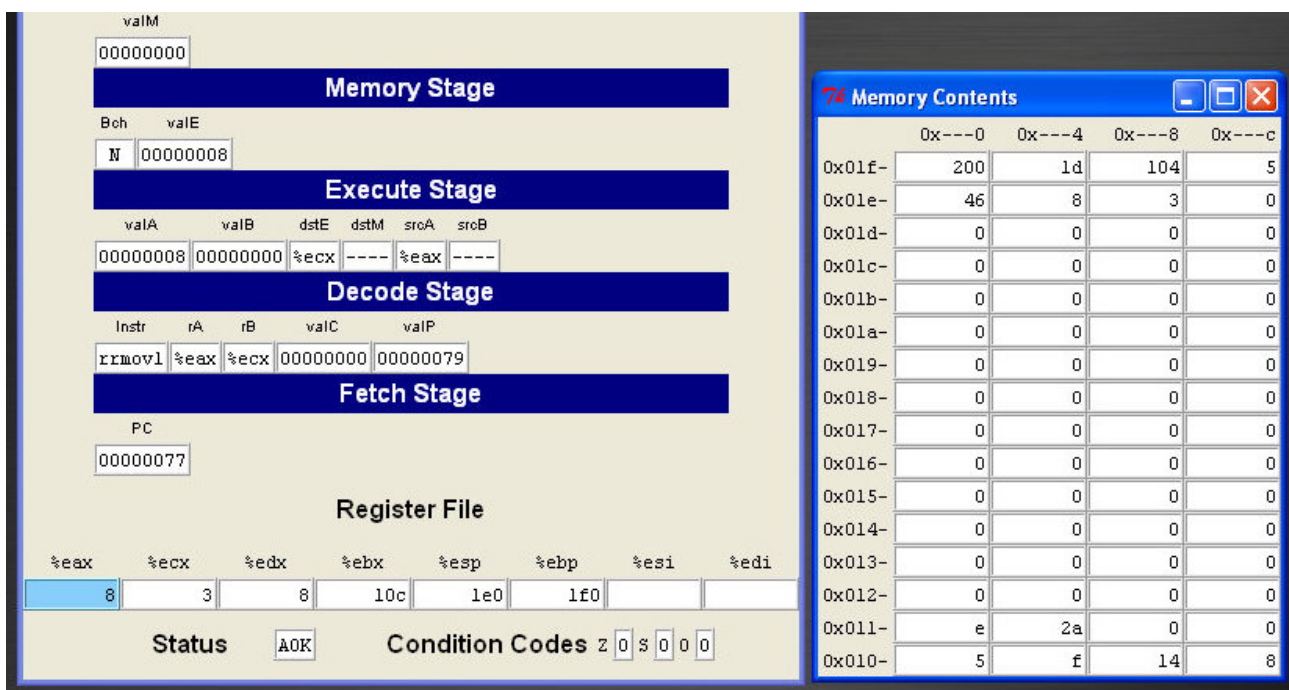 valM
00000000
Memory Stage
Bch valE
N 00000008
Execute Stage
valA valB dstE dstM srcA srcB
00000008 00000000 %ecx ---- %eax ----
Decode Stage
Instr rA rB valC valP
rrmovl %eax %ecx 00000000 00000079
Fetch Stage
PC
00000077
Register File
%eax %ecx %edx %ebx %esp %ebp %esi %edi
8 3 8 10c 1e0 1f0
Status AOK Condition Codes Z 0 S 0 O 0
Memory Contents
0x---0 0x---4 0x---8 0x---c
0x01f- 200 1d 104 5
0x01e- 46 8 3 0
0x01d- 0 0 0 0
0x01c- 0 0 0 0
0x01b- 0 0 0 0
0x01a- 0 0 0 0
0x019- 0 0 0 0
0x018- 0 0 0 0
0x017- 0 0 0 0
0x016- 0 0 0 0
0x015- 0 0 0 0
0x014- 0 0 0 0
0x013- 0 0 0 0
0x012- 0 0 0 0
0x011- e 2a 0 0
0x010- 5 f 14 8